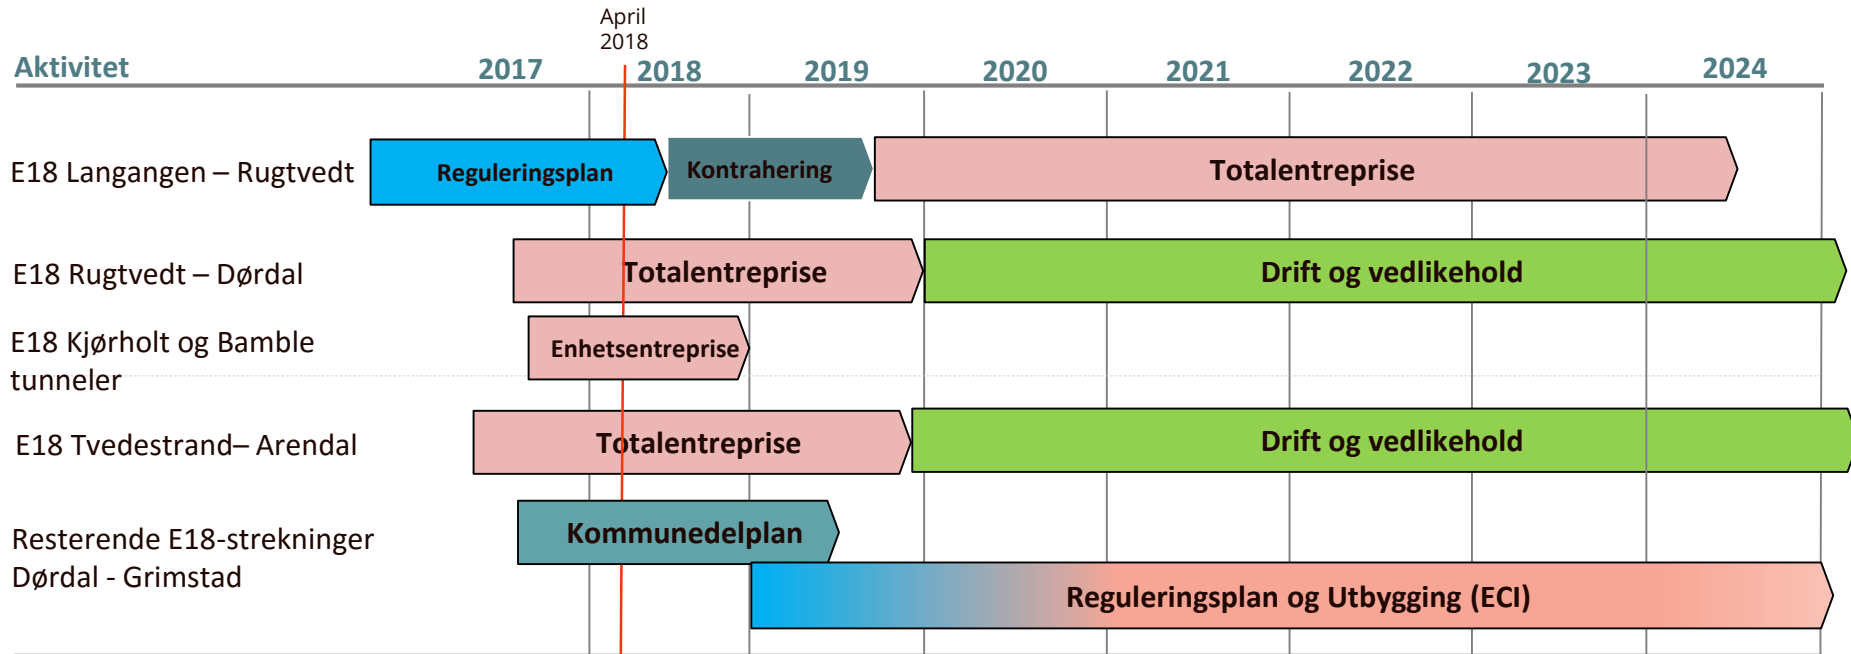 April
2018
Aktivitet 2017 2018 2019 2020 2021 2022 2023 2024
E18 Langangen – Rugtvedt Reguleringsplan Kontrahering Totalentreprise
E18 Rugtvedt – Dørdal Totalentreprise Drift og vedlikehold
E18 Kjørholt og Bamble
tunneler
Enhetsentreprise
E18 Tvedestrand– Arendal Totalentreprise Drift og vedlikehold
Resterende E18-strekninger
Dørdal - Grimstad
Kommunedelplan
Reguleringsplan og Utbygging (ECI)